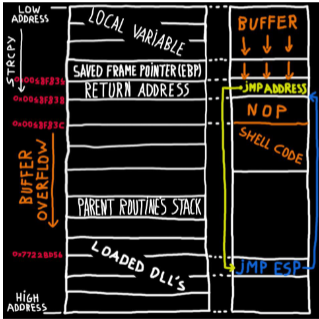 LOW
ADDRESS
STRCPY
LOCAL VARIABLE
BUFFER
SAVED FRAME POINTER(EBP)
RETURN ADDRESS
JMP ADDRESS
NOP
SHELL CODE
BUFFER
OVERFLOW
PARENT ROUTINE'S STACK
LOADED DLL'S
JMP ESP
HIGH
ADDRESS